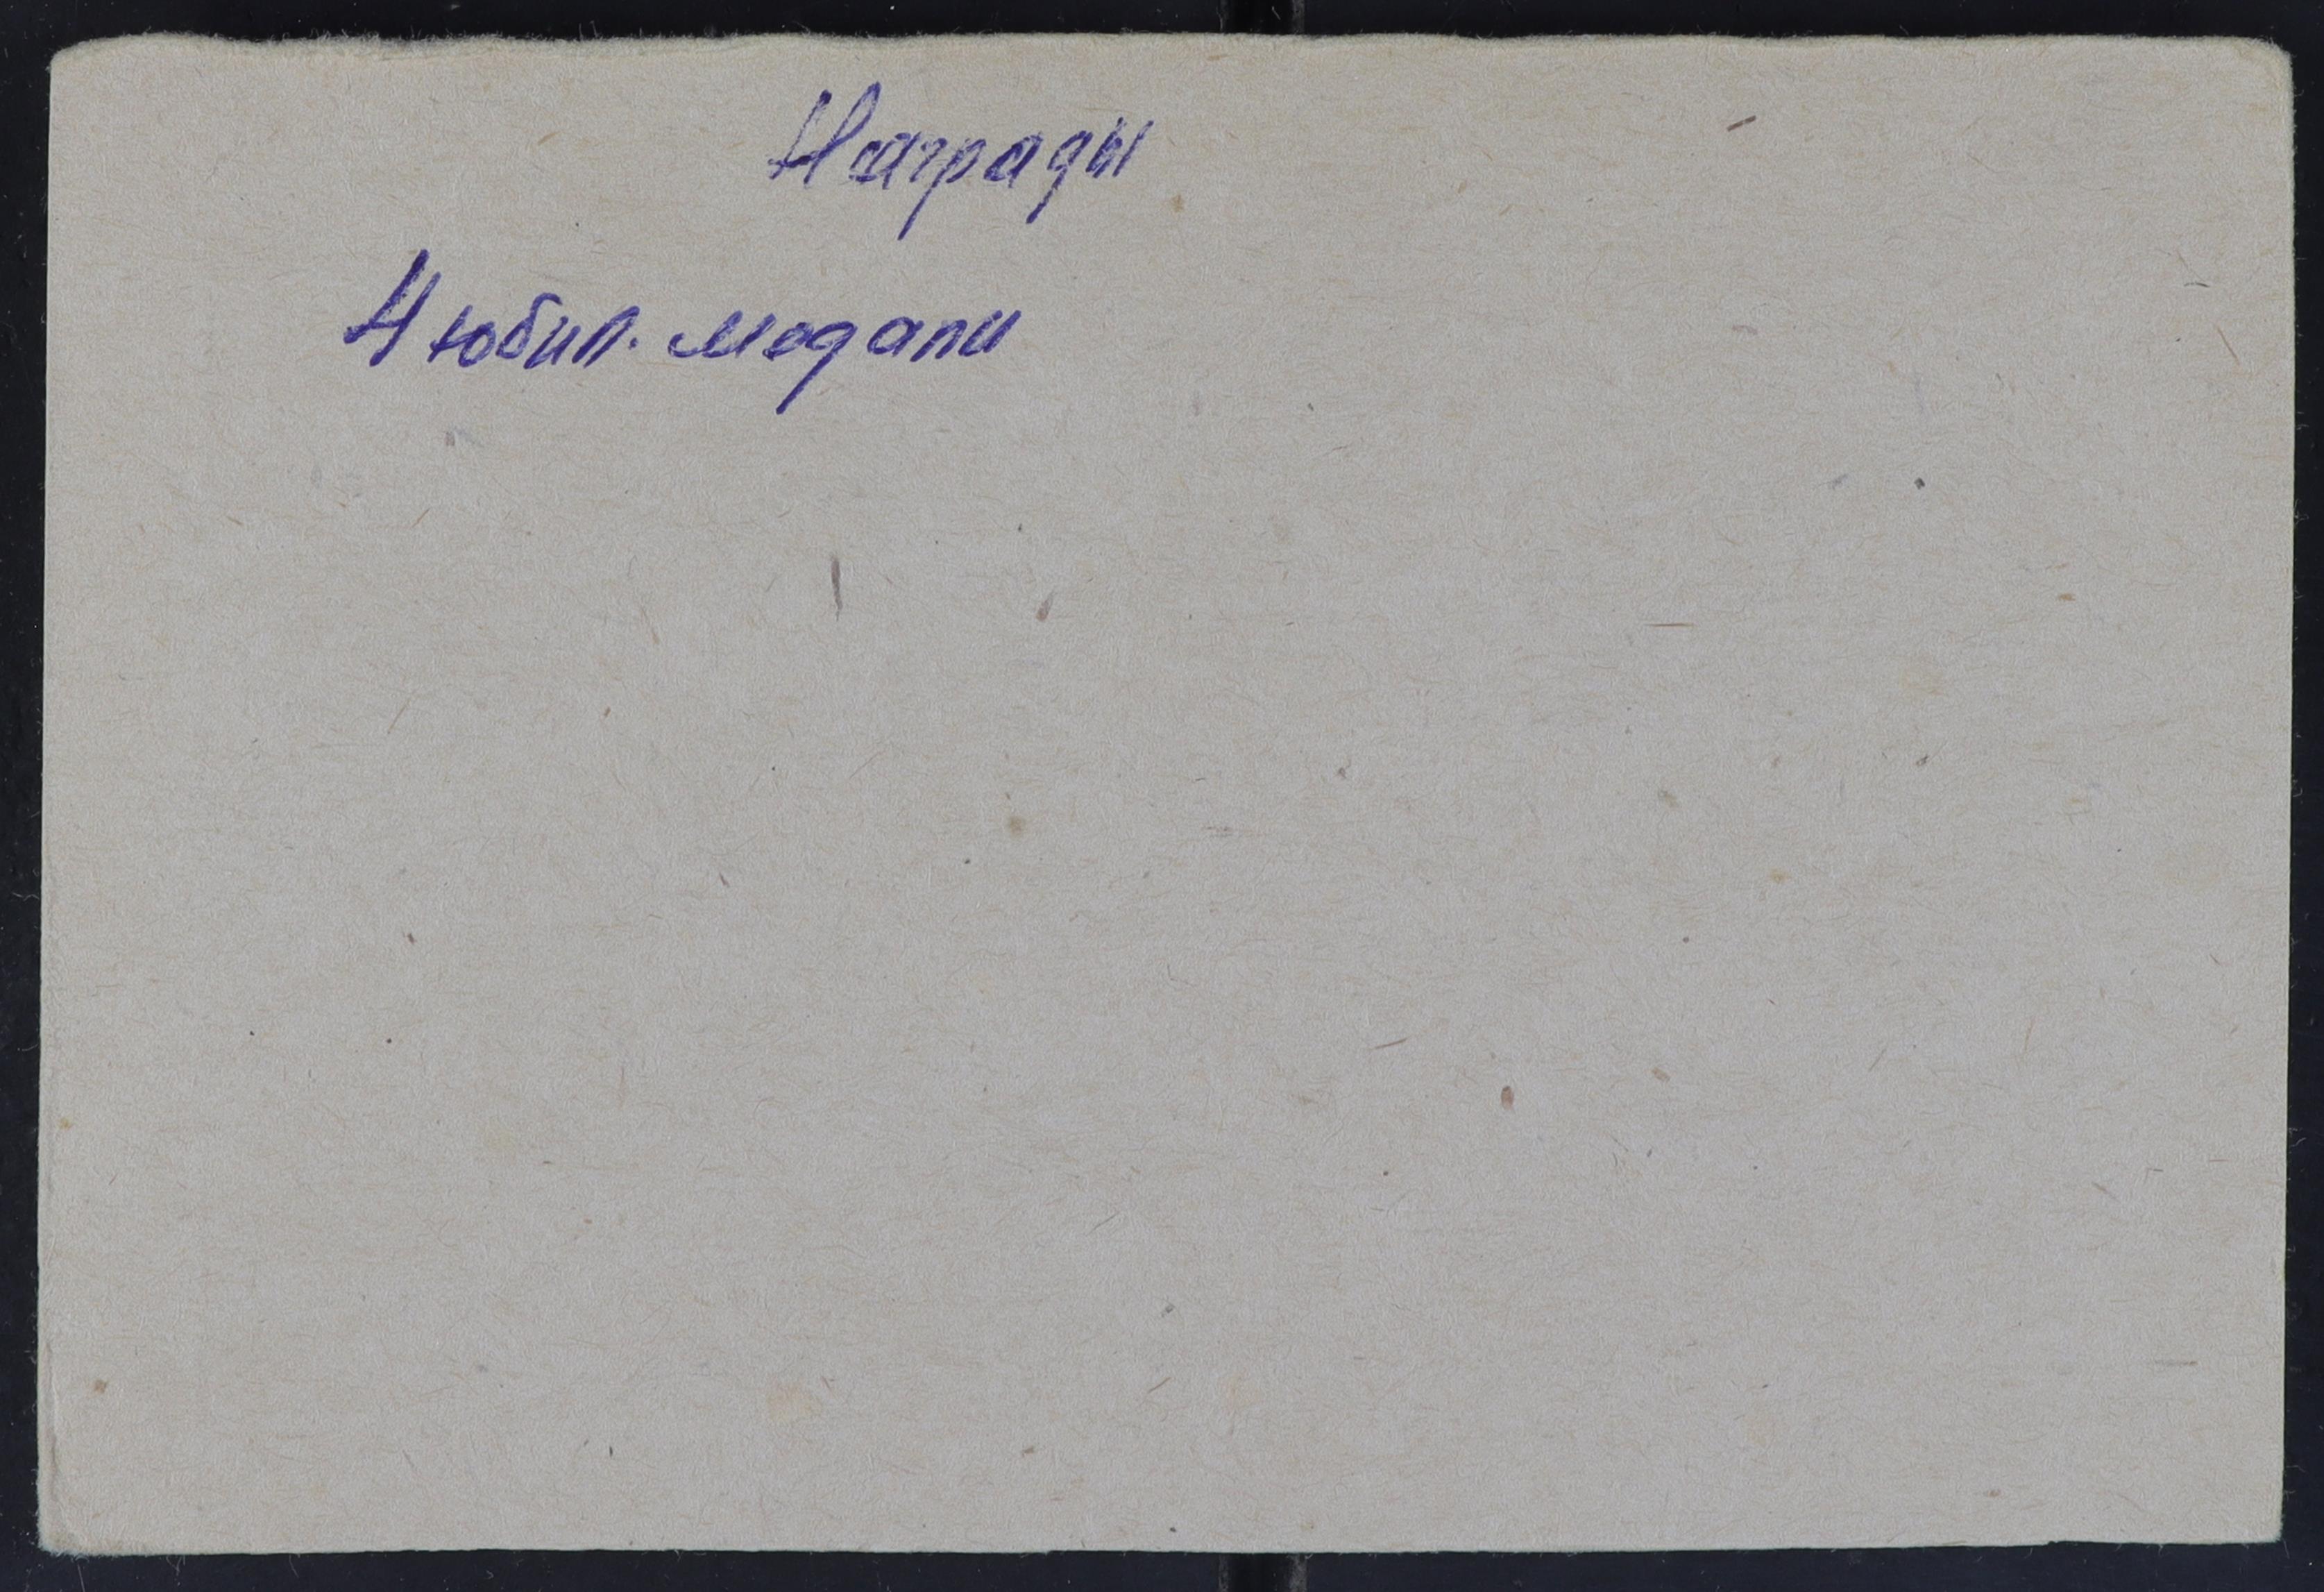 Награды
4 юбил. медали